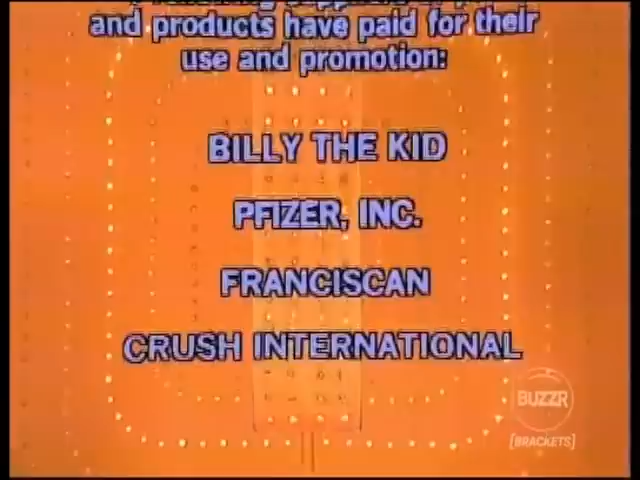 and products have paid for their
use and promotion:
BILLY THE KID
PFIZER, INC.
FRANCISCAN
CRUSH INTERNATIONAL
BUZZR
[BRACKETS]